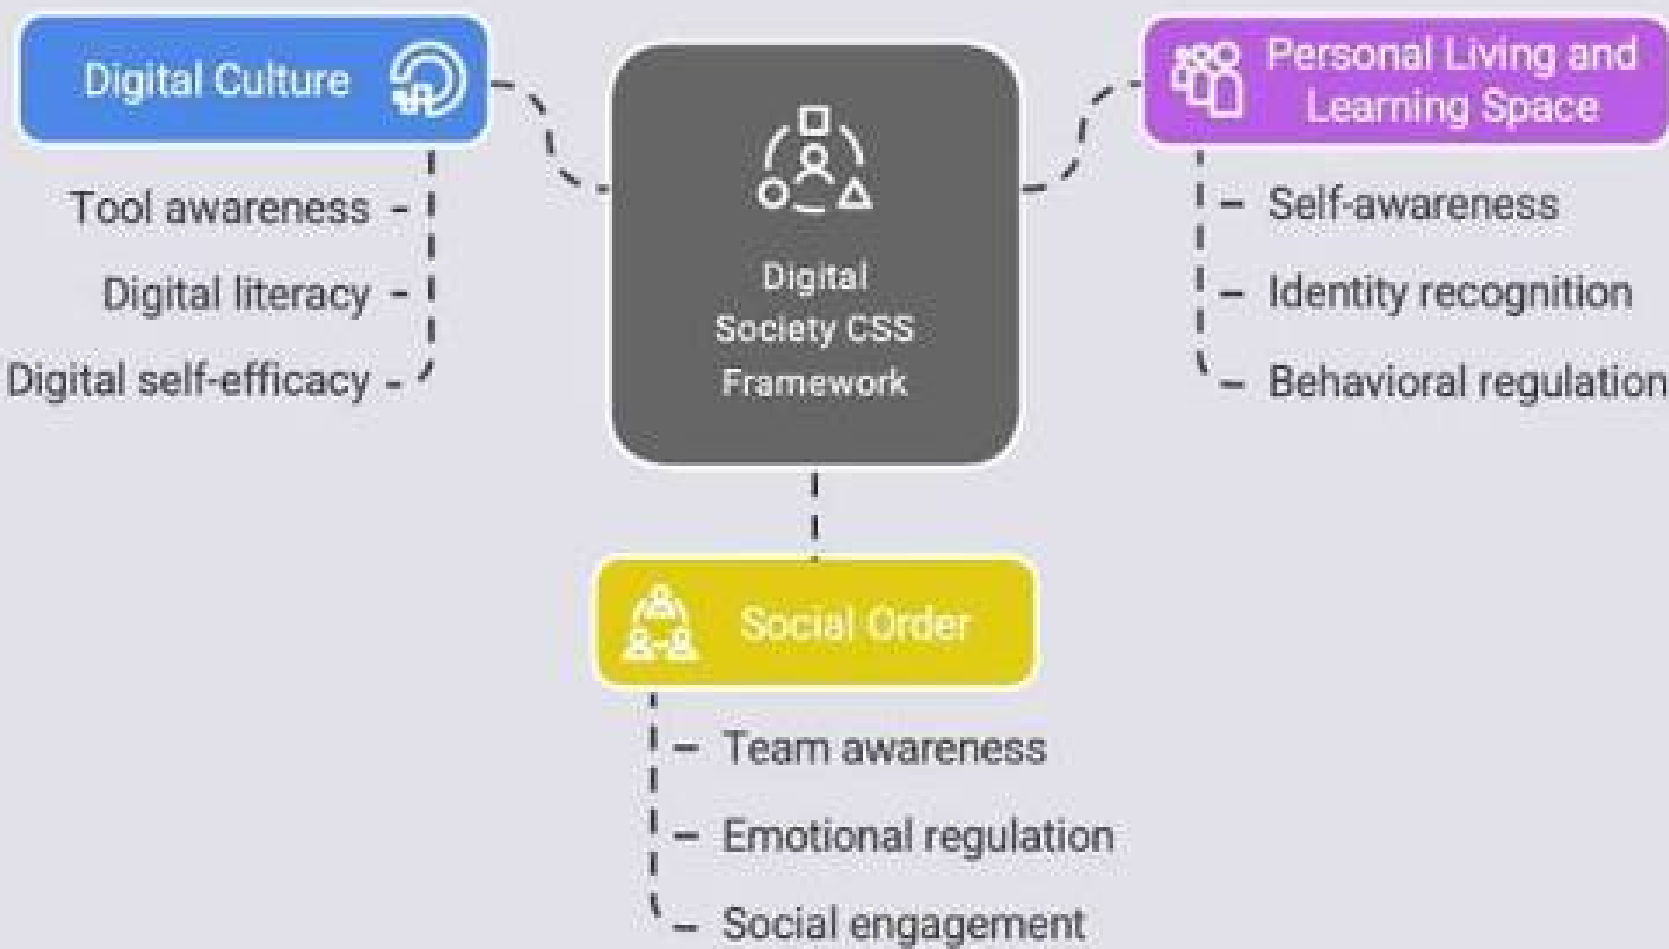 Digital Culture
Tool awareness
Digital literacy
Digital self-efficacy
Digital
Society CSS
Framework
Personal Living and
Learning Space
Self-awareness
Identity recognition
Behavioral regulation
Social Order
Team awareness
Emotional regulation
Social engagement